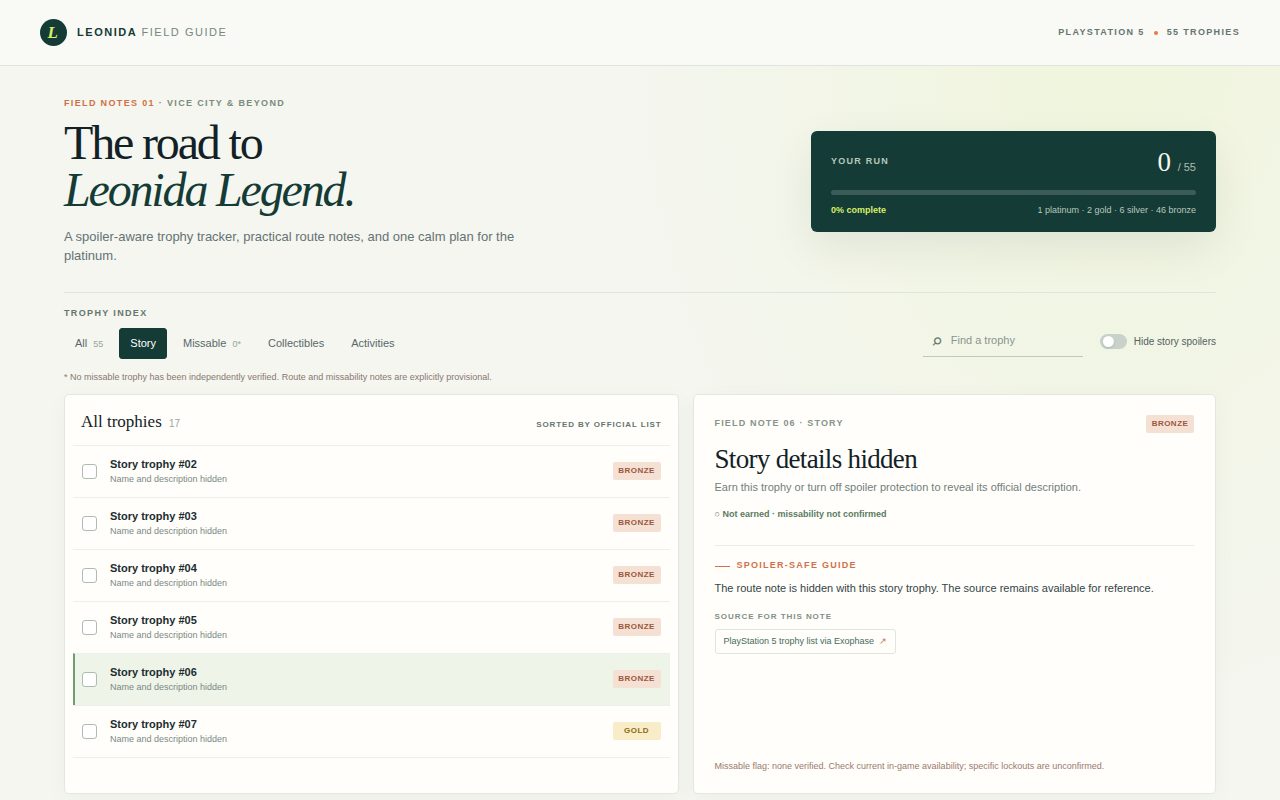 L LEONIDA FIELD GUIDE
PLAYSTATION 5 • 55 TROPHIES
FIELD NOTES 01 · VICE CITY & BEYOND
The road to
Leonida Legend.
A spoiler-aware trophy tracker, practical route notes, and one calm plan for the
platinum.
YOUR RUN 0 / 55
0% complete 1 platinum · 2 gold · 6 silver · 46 bronze
TROPHY INDEX
All 55 Story Missable 0* Collectibles Activities
Find a trophy Hide story spoilers
* No missable trophy has been independently verified. Route and missability notes are explicitly provisional.
All trophies 17 SORTED BY OFFICIAL LIST
Story trophy #02
Name and description hidden
BRONZE
Story trophy #03
Name and description hidden
BRONZE
Story trophy #04
Name and description hidden
BRONZE
Story trophy #05
Name and description hidden
BRONZE
Story trophy #06
Name and description hidden
BRONZE
Story trophy #07
Name and description hidden
GOLD
FIELD NOTE 06 · STORY BRONZE
Story details hidden
Earn this trophy or turn off spoiler protection to reveal its official description.
○ Not earned · missability not confirmed
SPOILER-SAFE GUIDE
The route note is hidden with this story trophy. The source remains available for reference.
SOURCE FOR THIS NOTE
PlayStation 5 trophy list via Exophase ↗
Missable flag: none verified. Check current in-game availability; specific lockouts are unconfirmed.